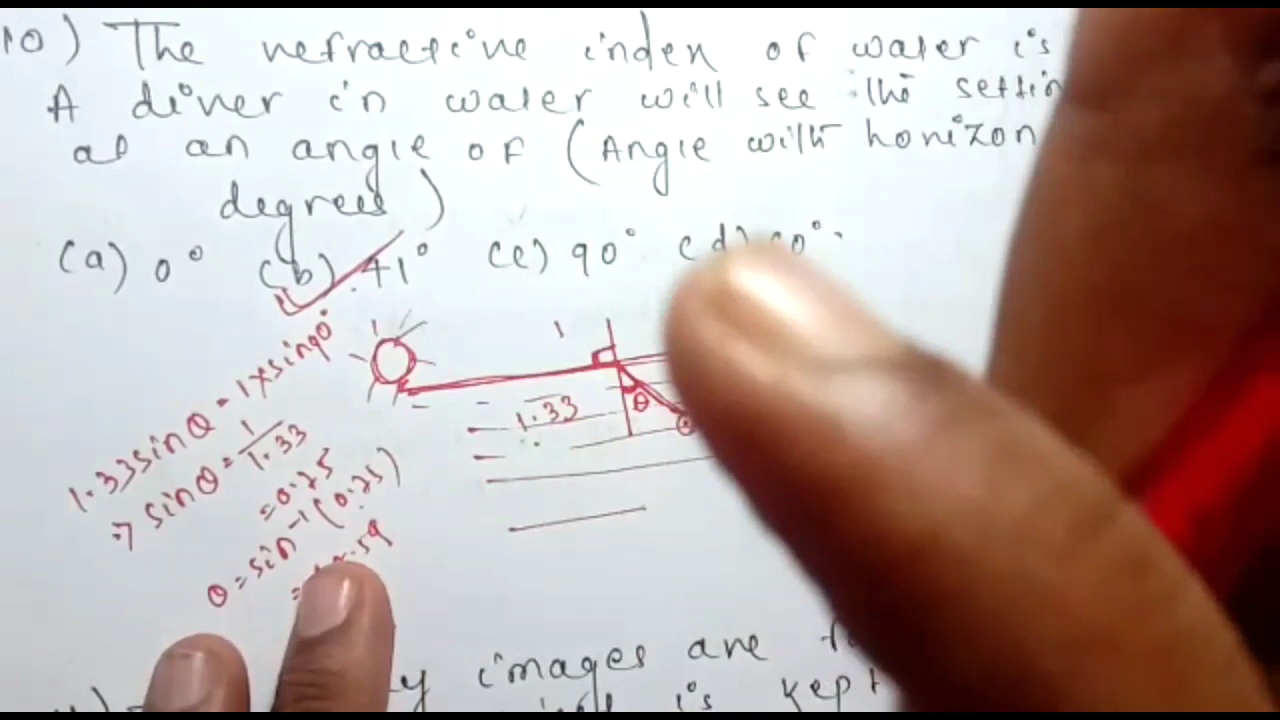 10) The refractive index of water is
A diver in water will see the settin
at an angle of (Angle with horizon
degrees)
(a) 0° (b) 41° (c) 90° (d)
1.33 sinθ = 1 × sin90°
⇒ sinθ = 1/1.33
= 0.75
θ = sin⁻¹(0.75)
1
1.33
θ
y images are
is kept